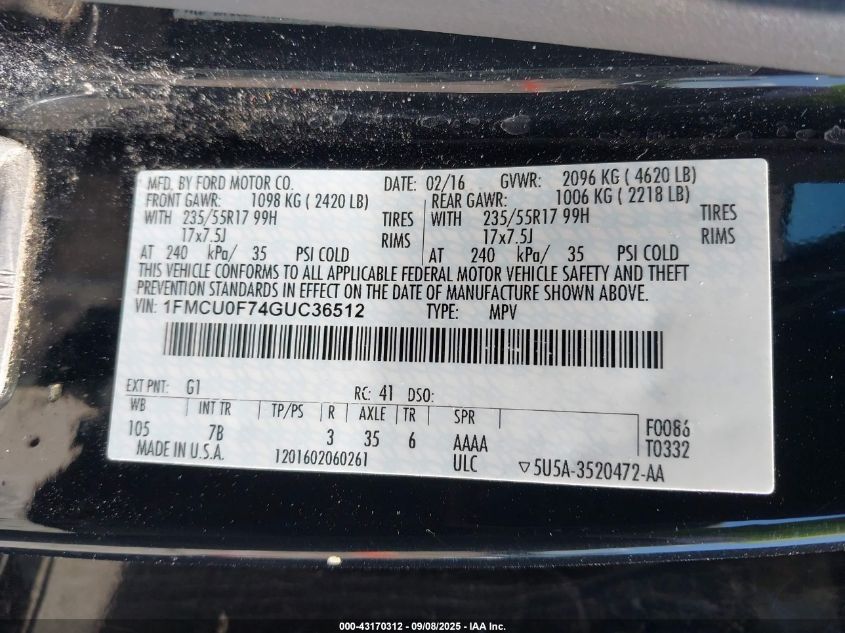 MFD. BY FORD MOTOR CO. DATE: 02/16 GVWR: 2096 KG ( 4620 LB)
FRONT GAWR: 1098 KG ( 2420 LB) REAR GAWR: 1006 KG ( 2218 LB)
WITH 235/55R17 99H TIRES WITH 235/55R17 99H TIRES
17x7.5J RIMS 17x7.5J RIMS
AT 240 kPa/ 35 PSI COLD AT 240 kPa/ 35 PSI COLD
THIS VEHICLE CONFORMS TO ALL APPLICABLE FEDERAL MOTOR VEHICLE SAFETY AND THEFT
PREVENTION STANDARDS IN EFFECT ON THE DATE OF MANUFACTURE SHOWN ABOVE.
VIN: 1FMCU0F74GUC36512 TYPE: MPV
EXT PNT: G1 RC: 41 DSO:
WB INT TR TP/PS R AXLE TR SPR
105 7B 3 35 6 AAAA F0086
MADE IN U.S.A. 1201602060261 ULC T0332
▽5U5A-3520472-AA
000-43170312 - 09/08/2025 - IAA Inc.